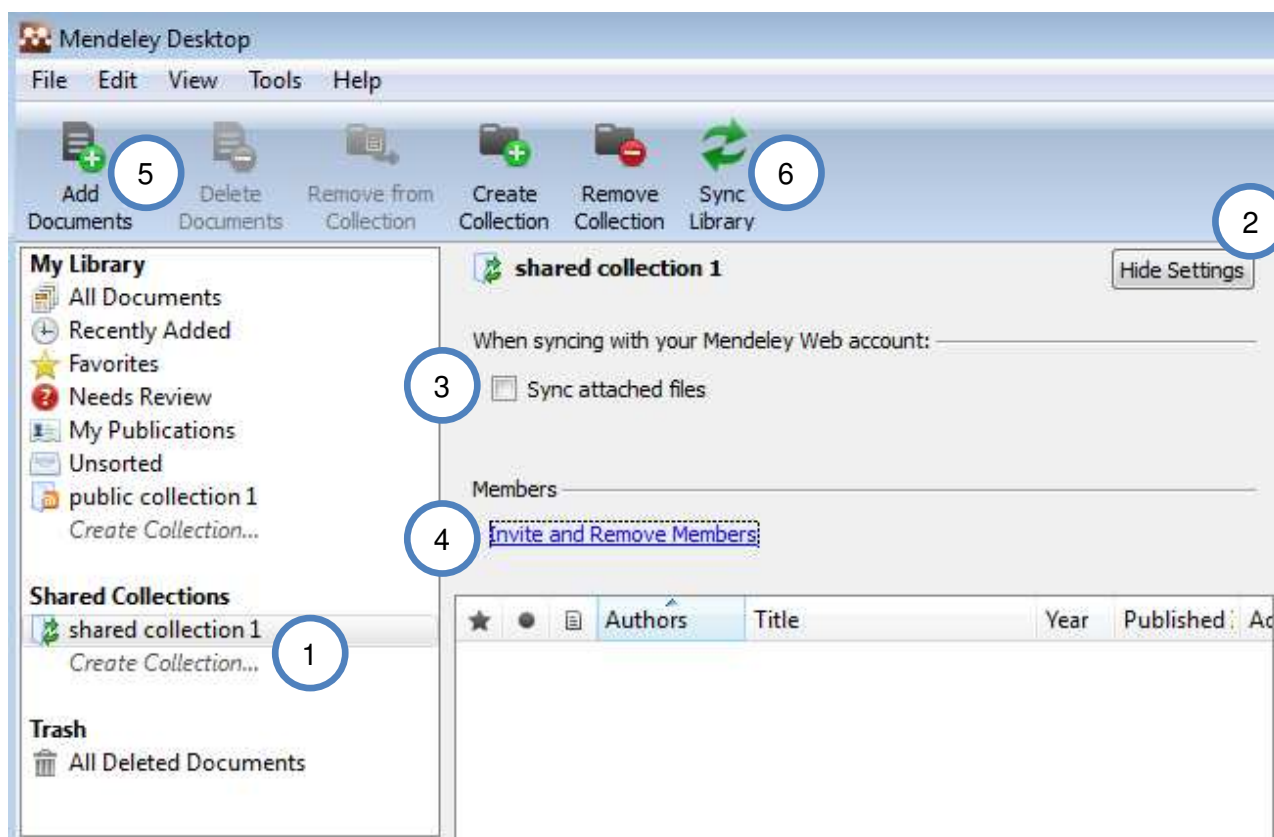 Mendeley Desktop
File Edit View Tools Help
5
6
Add Delete Remove from Create Remove Sync
Documents Documents Collection Collection Collection Library
2
My Library
shared collection 1
Hide Settings
All Documents
Recently Added
When syncing with your Mendeley Web account:
Favorites
3
Sync attached files
Needs Review
My Publications
Unsorted
Members
public collection 1
Create Collection...
4
Invite and Remove Members
Shared Collections
shared collection 1
Authors Title Year Published
Create Collection...
1
Trash
All Deleted Documents